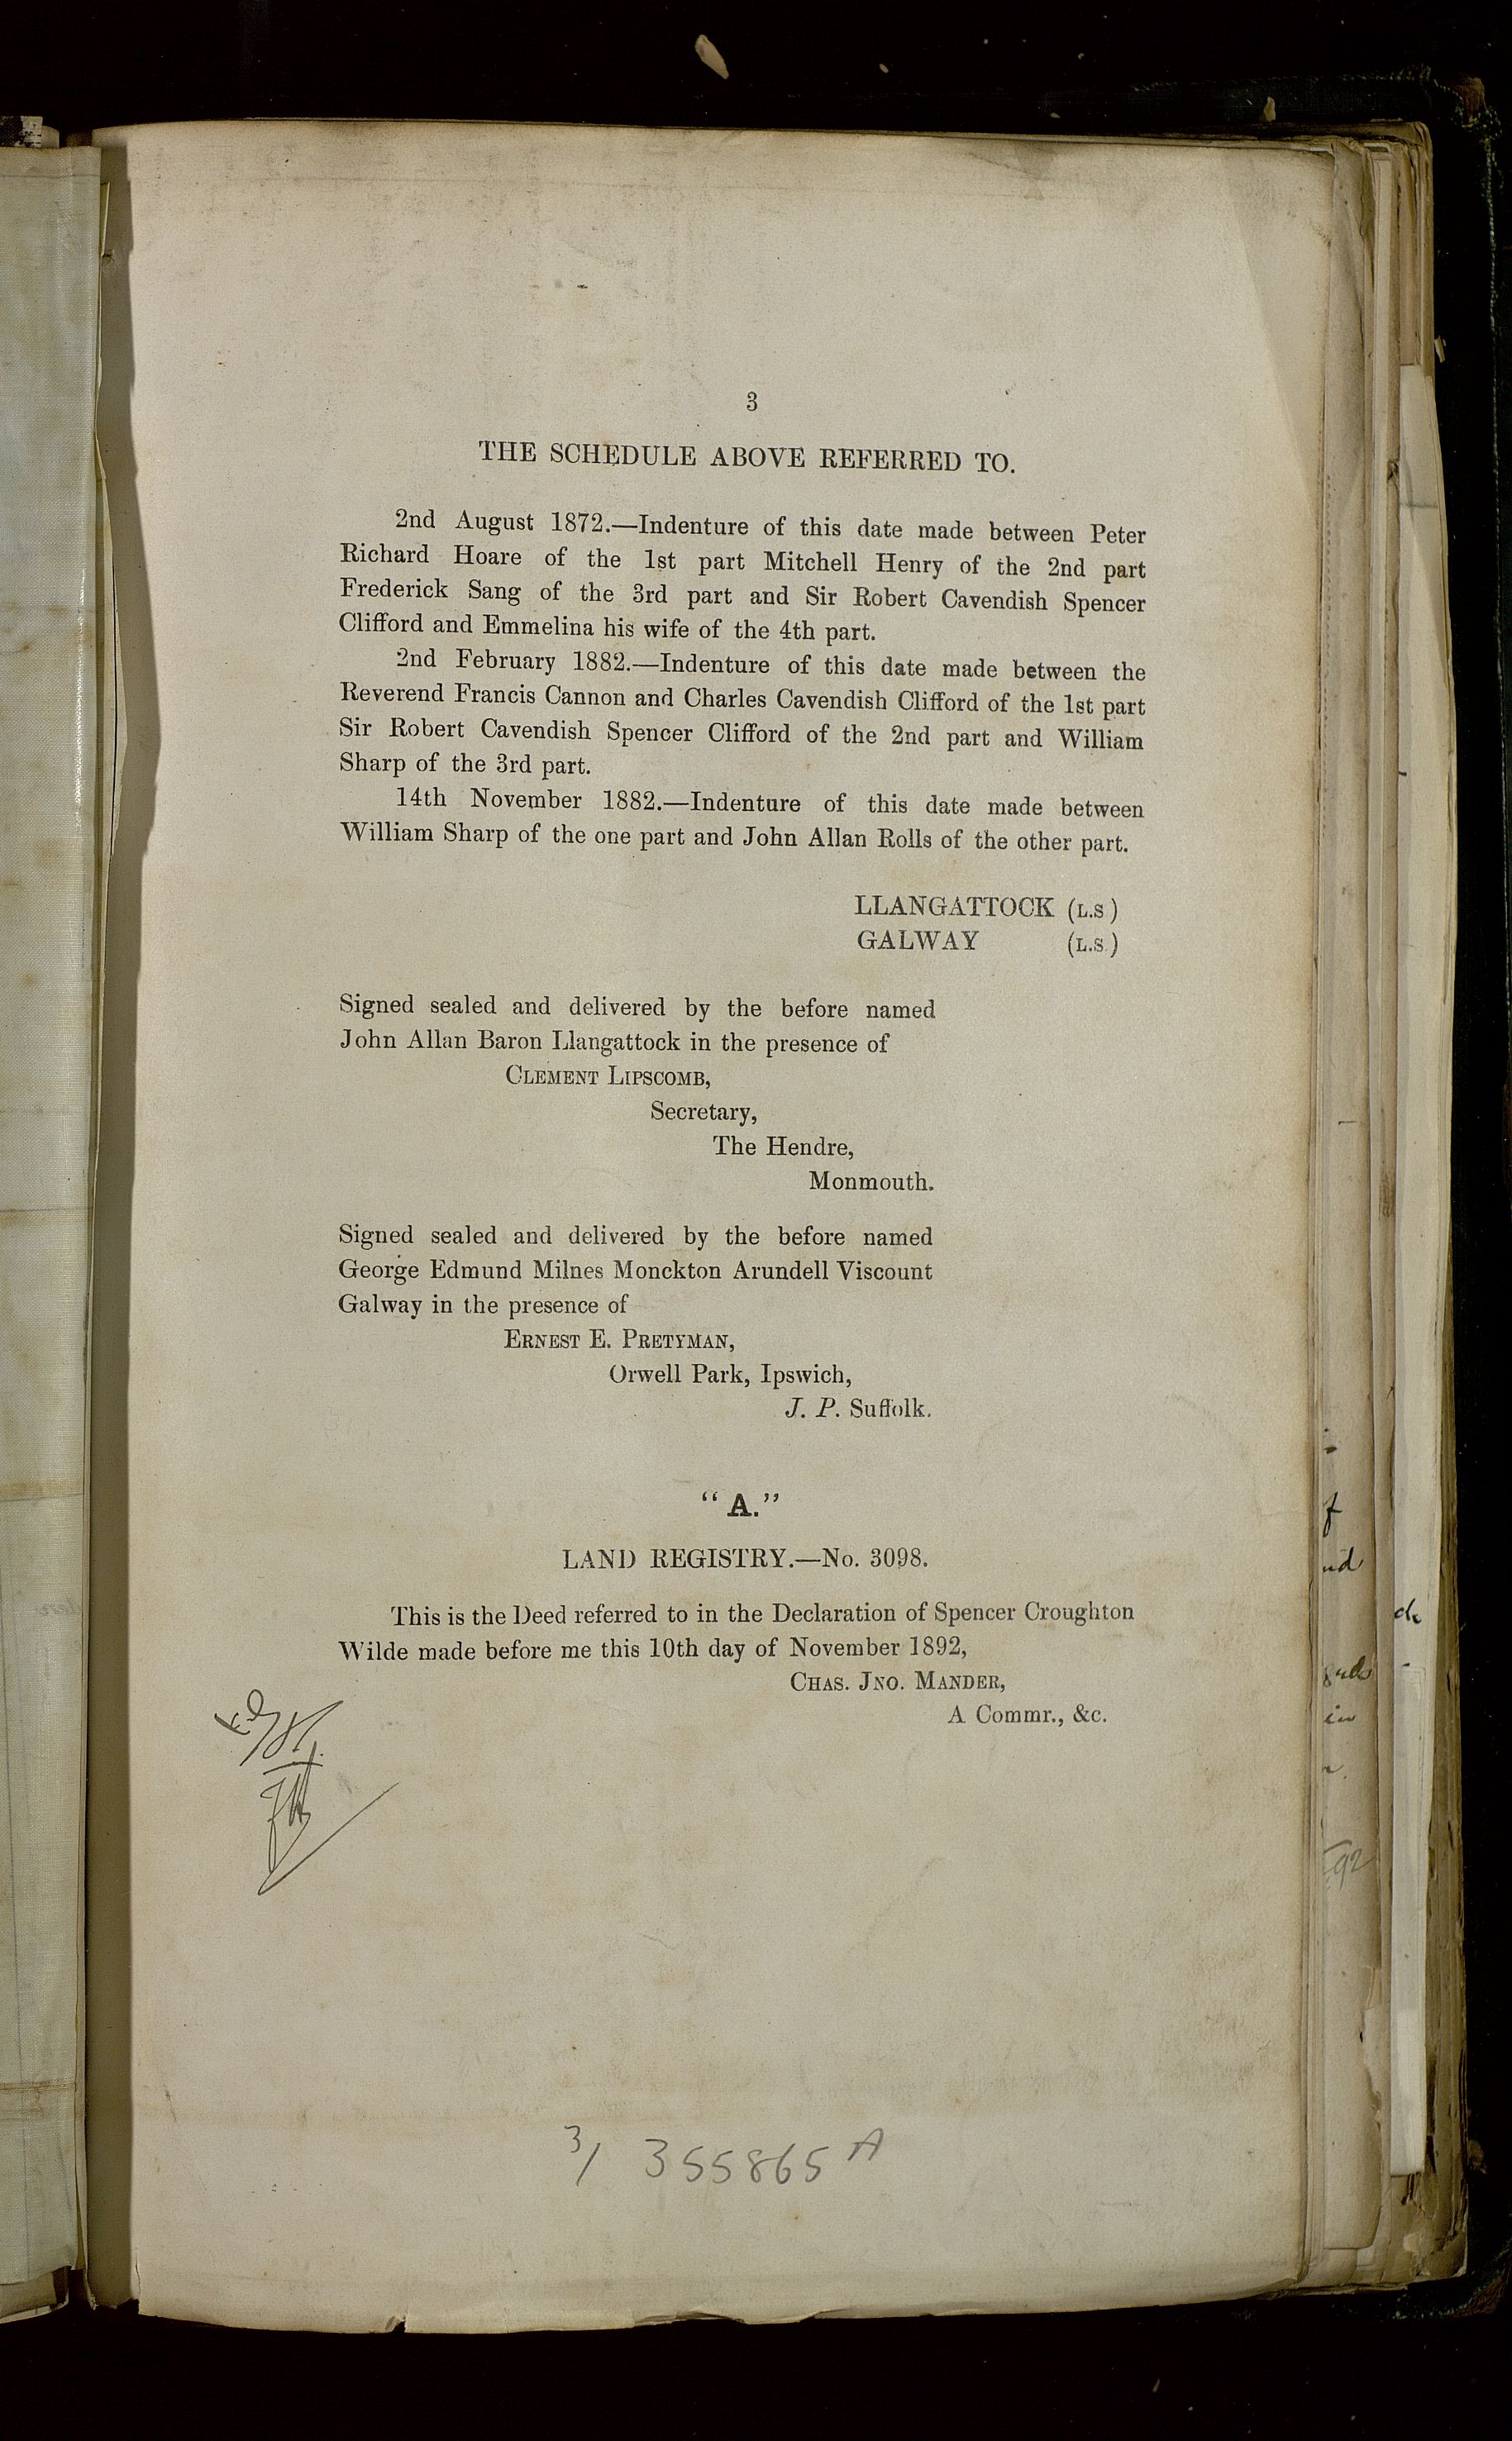 3
THE SCHEDULE ABOVE REFERRED TO.
2nd August 1872.—Indenture of this date made between Peter
Richard Hoare of the 1st part Mitchell Henry of the 2nd part
Frederick Sang of the 3rd part and Sir Robert Cavendish Spencer
Clifford and Emmelina his wife of the 4th part.
2nd February 1882.—Indenture of this date made between the
Reverend Francis Cannon and Charles Cavendish Clifford of the 1st part
Sir Robert Cavendish Spencer Clifford of the 2nd part and William
Sharp of the 3rd part.
14th November 1882.—Indenture of this date made between
William Sharp of the one part and John Allan Rolls of the other part.
LLANGATTOCK (L.S)
GALWAY (L.S.)
Signed sealed and delivered by the before named
John Allan Baron Llangattock in the presence of
CLEMENT LIPSCOMB,
Secretary,
The Hendre,
Monmouth.
Signed sealed and delivered by the before named
George Edmund Milnes Monckton Arundell Viscount
Galway in the presence of
ERNEST E. PRETYMAN,
Orwell Park, Ipswich,
J. P. Suffolk.
"A."
LAND REGISTRY.—No. 3098.
This is the Deed referred to in the Declaration of Spencer Croughton
Wilde made before me this 10th day of November 1892,
CHAS. JNO. MANDER,
A Commr., &c.
3/ 355865 A
f
nd
in
92